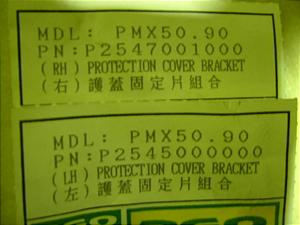 MDL: PMX50.90
PN:P2547001000
(RH) PROTECTION COVER BRACKET
(右) 護蓋固定片組合
MDL: PMX50.90
PN:P2545000000
(LH) PROTECTION COVER BRACKET
(左) 護蓋固定片組合